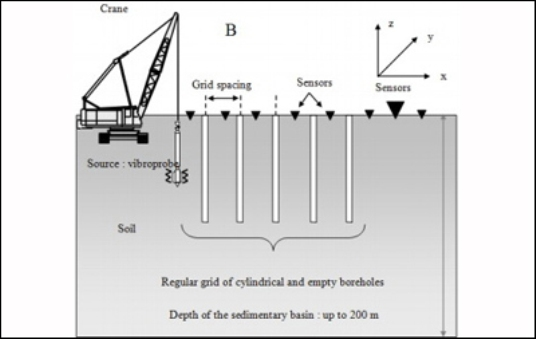 Crane
B
z
y
x
Grid spacing
Sensors
Sensors
Source : vibroprobe
Soil
Regular grid of cylindrical and empty boreholes
Depth of the sedimentary basin : up to 200 m